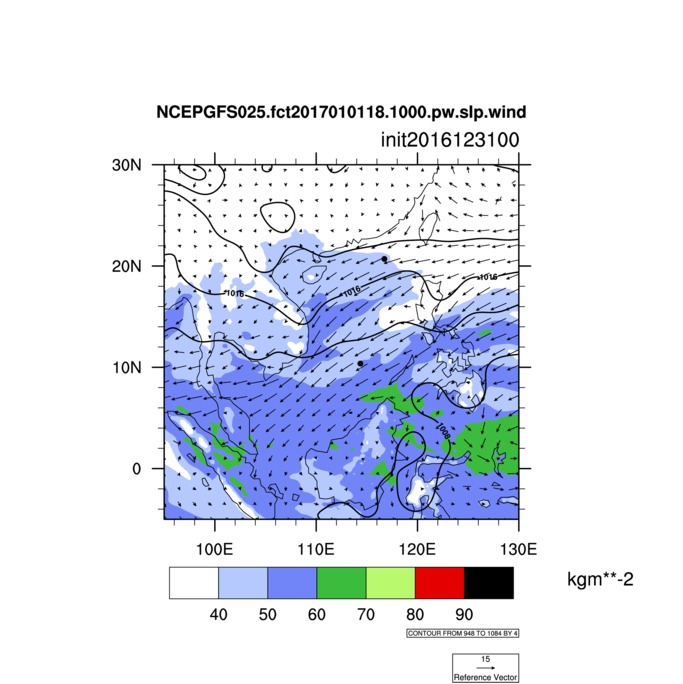 NCEPGFS025.fct2017010118.1000.pw.slp.wind
init2016123100
30N
1016
20N
1016
1016
10N
1008
0
100E 110E 120E 130E
kgm**-2
40 50 60 70 80 90
CONTOUR FROM 948 TO 1084 BY 4
15
Reference Vector